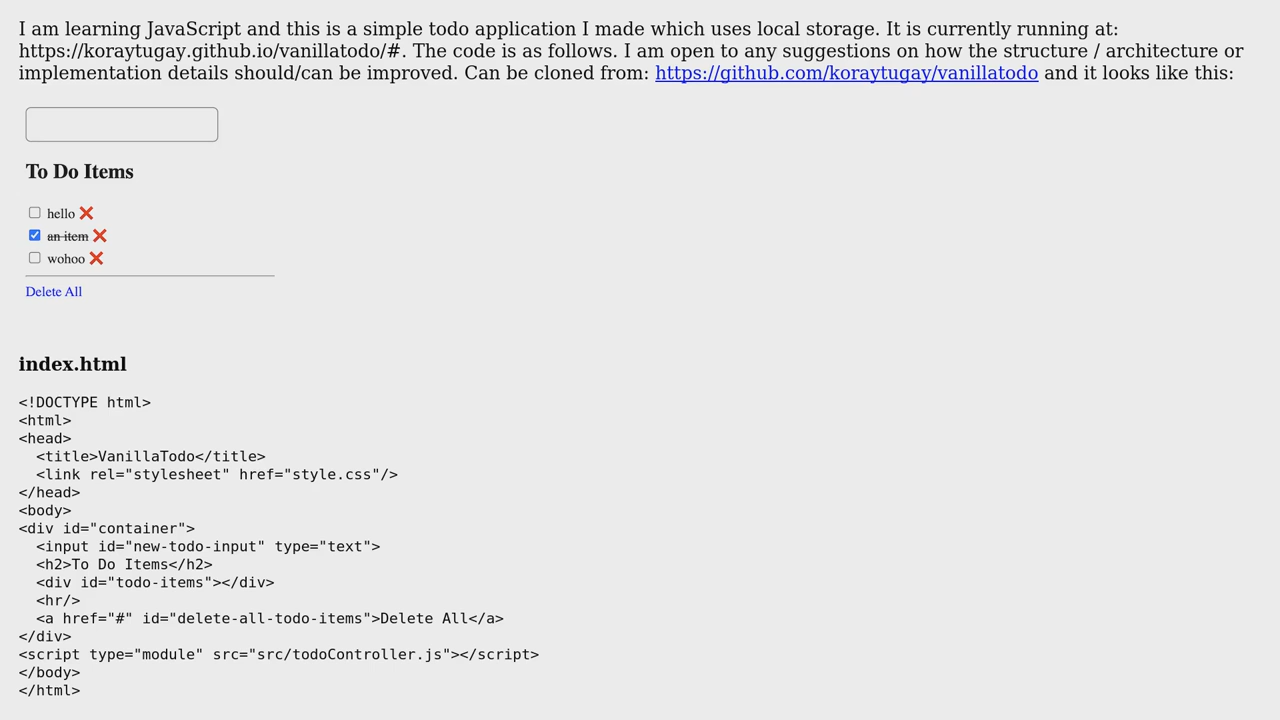 I am learning JavaScript and this is a simple todo application I made which uses local storage. It is currently running at:
https://koraytugay.github.io/vanillatodo/#. The code is as follows. I am open to any suggestions on how the structure / architecture or
implementation details should/can be improved. Can be cloned from: https://github.com/koraytugay/vanillatodo and it looks like this:
To Do Items
hello ❌
an item ❌
wohoo ❌
Delete All
index.html
<!DOCTYPE html>
<html>
<head>
  <title>VanillaTodo</title>
  <link rel="stylesheet" href="style.css"/>
</head>
<body>
<div id="container">
  <input id="new-todo-input" type="text">
  <h2>To Do Items</h2>
  <div id="todo-items"></div>
  <hr/>
  <a href="#" id="delete-all-todo-items">Delete All</a>
</div>
<script type="module" src="src/todoController.js"></script>
</body>
</html>